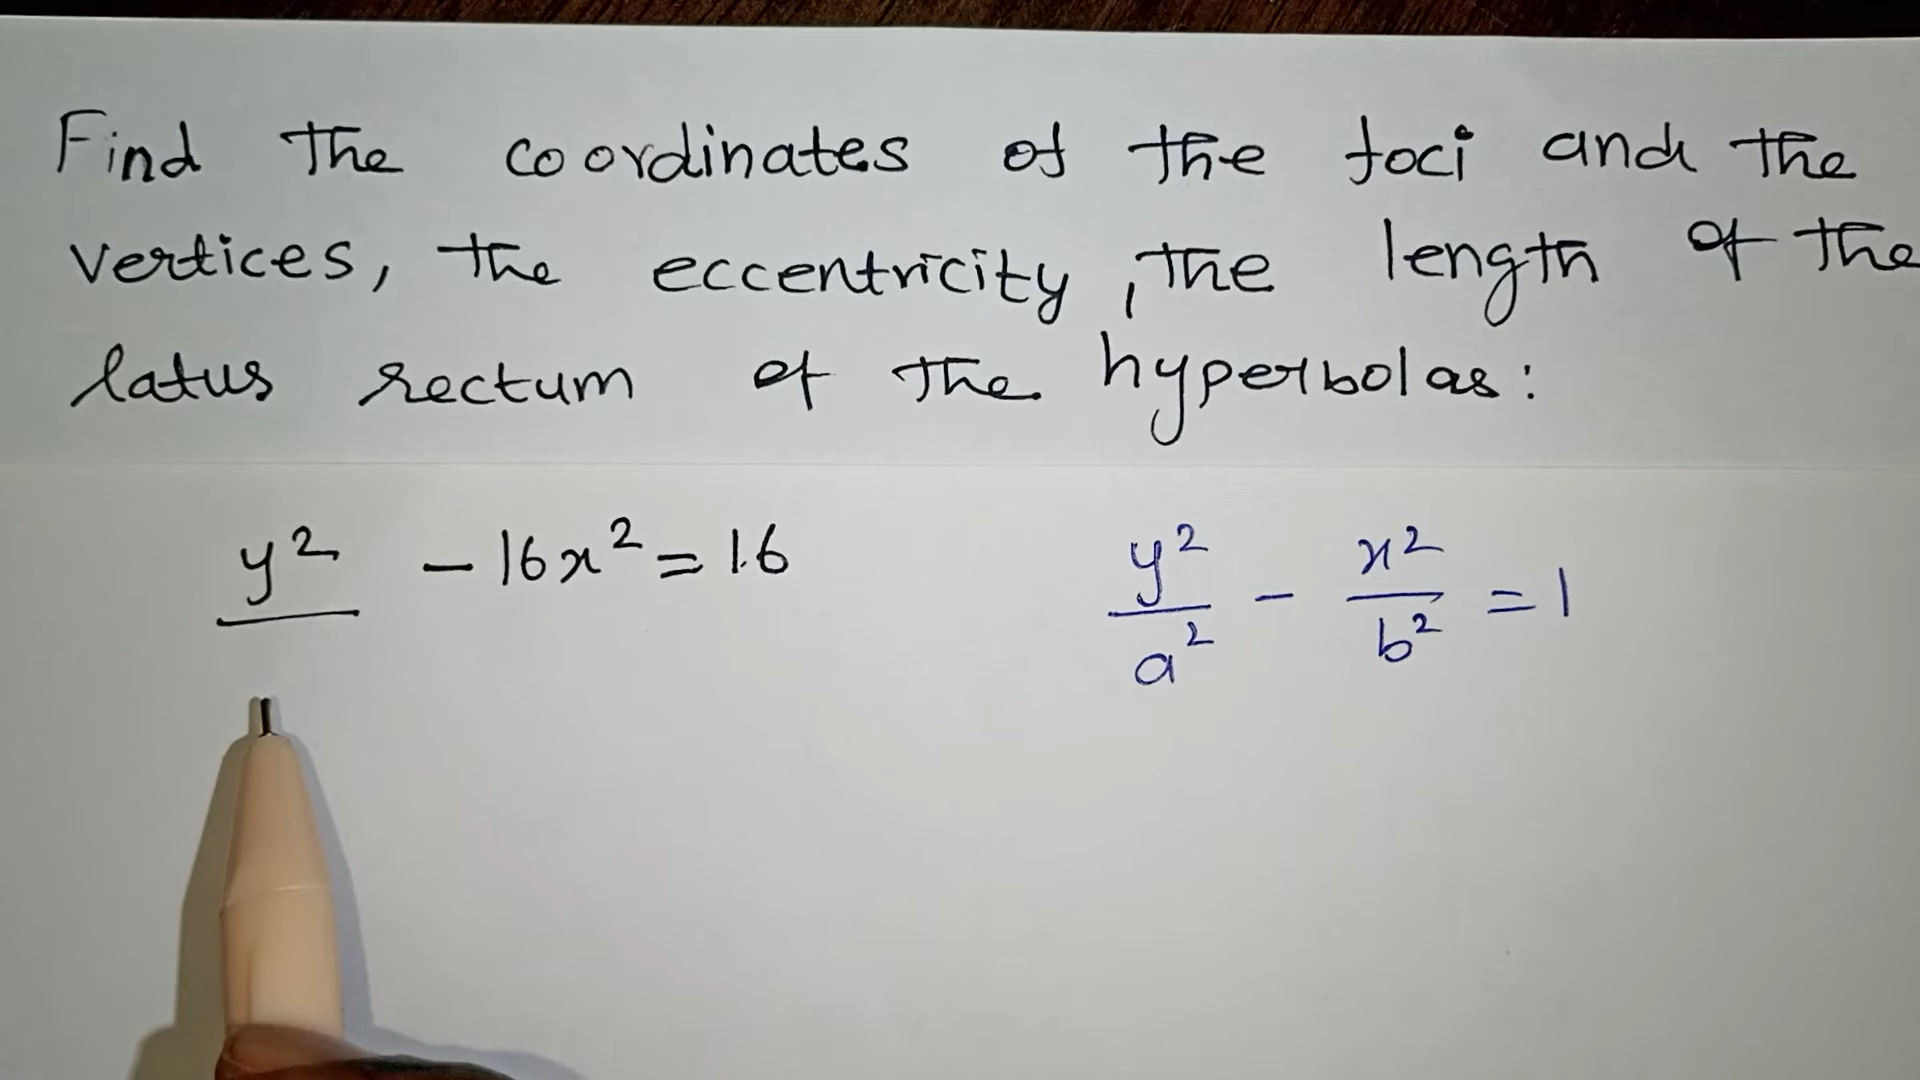 Find the coordinates of the foci and the
vertices, the eccentricity, the length of the
latus rectum of the hyperbolas:
y² - 16x² = 16
y²/a² - x²/b² = 1